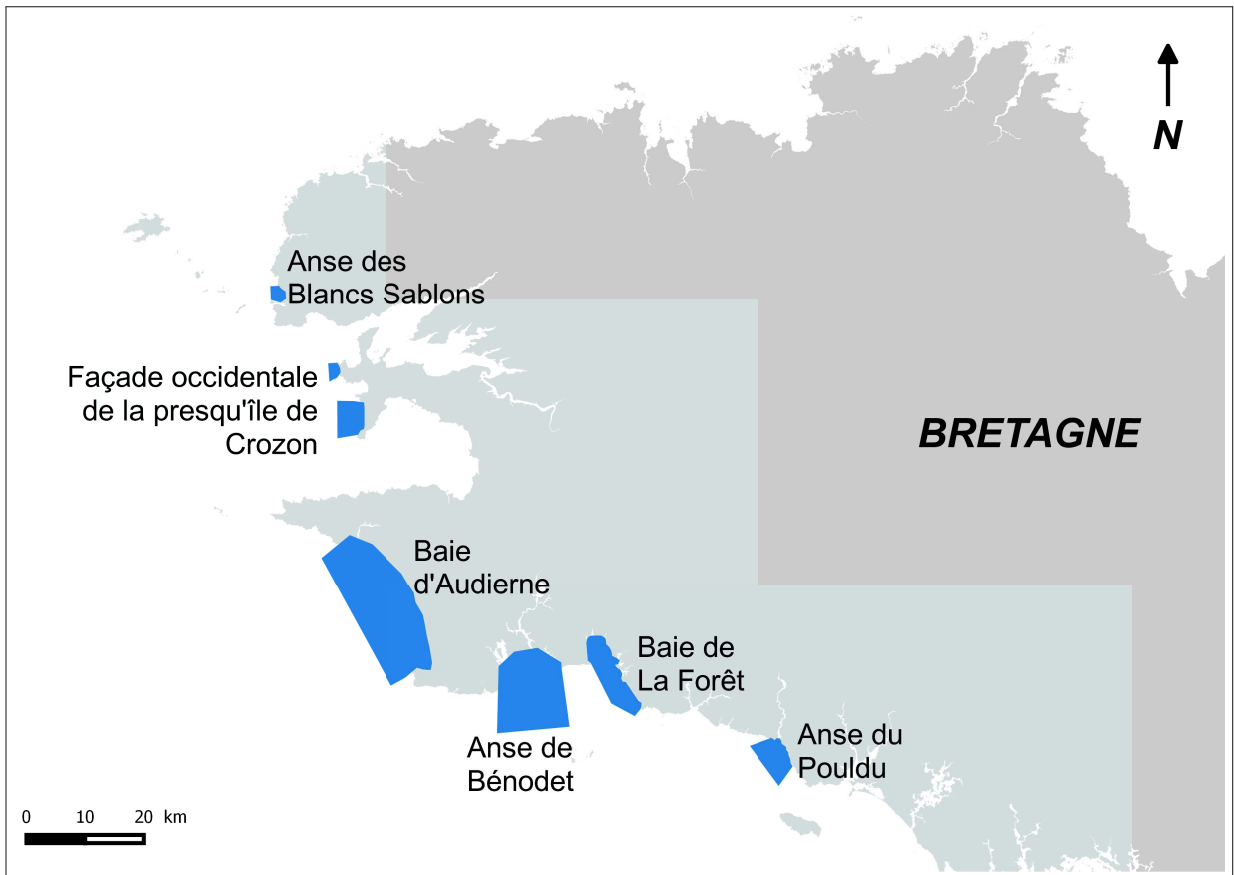 N
Anse des
Blancs Sablons
Façade occidentale
de la presqu'île de
Crozon
BRETAGNE
Baie
d'Audierne
Baie de
La Forêt
Anse de
Bénodet
Anse du
Pouldu
0 10 20 km